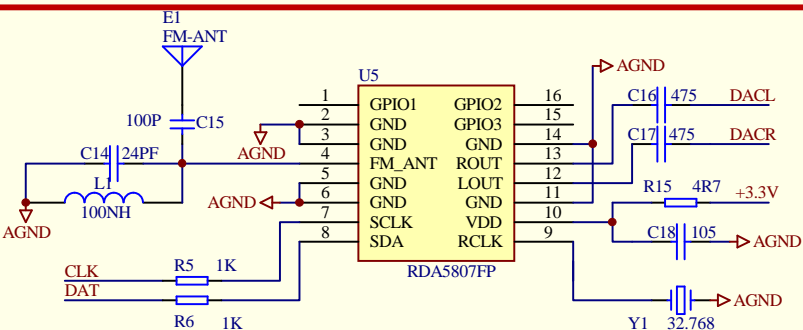 E1
FM-ANT
U5
AGND
1 GPIO1 GPIO2 16
2 GND GPIO3 15
3 GND GND 14
4 FM_ANT ROUT 13
5 GND LOUT 12
6 GND GND 11
7 SCLK VDD 10
8 SDA RCLK 9
RDA5807FP
100P C15
AGND
C14 24PF
L1
100NH
AGND
AGND
CLK R5 1K
DAT
R6 1K
C16 475 DACL
C17 475 DACR
R15 4R7 +3.3V
C18 105 AGND
AGND
Y1 32.768